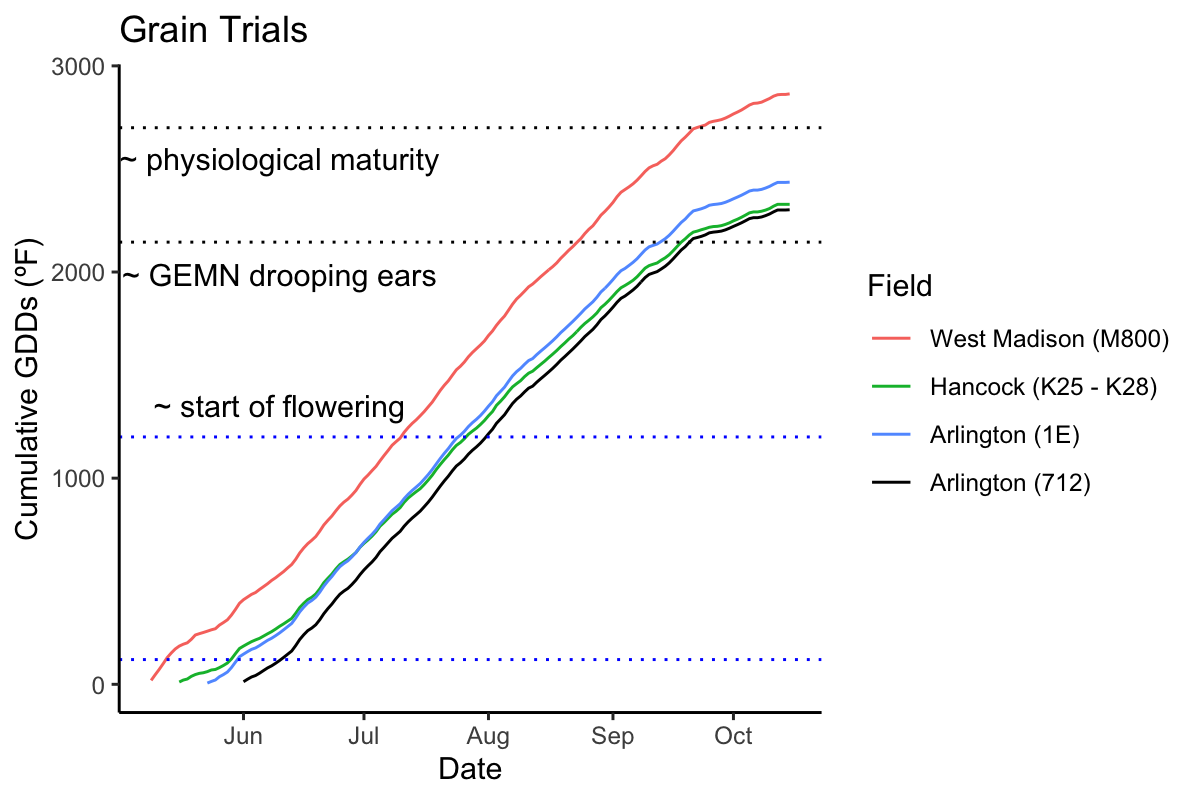 Grain Trials
3000
~ physiological maturity
~ GEMN drooping ears
2000
~ start of flowering
1000
0
Cumulative GDDs (ºF)
Jun Jul Aug Sep Oct
Date
Field
West Madison (M800)
Hancock (K25 - K28)
Arlington (1E)
Arlington (712)